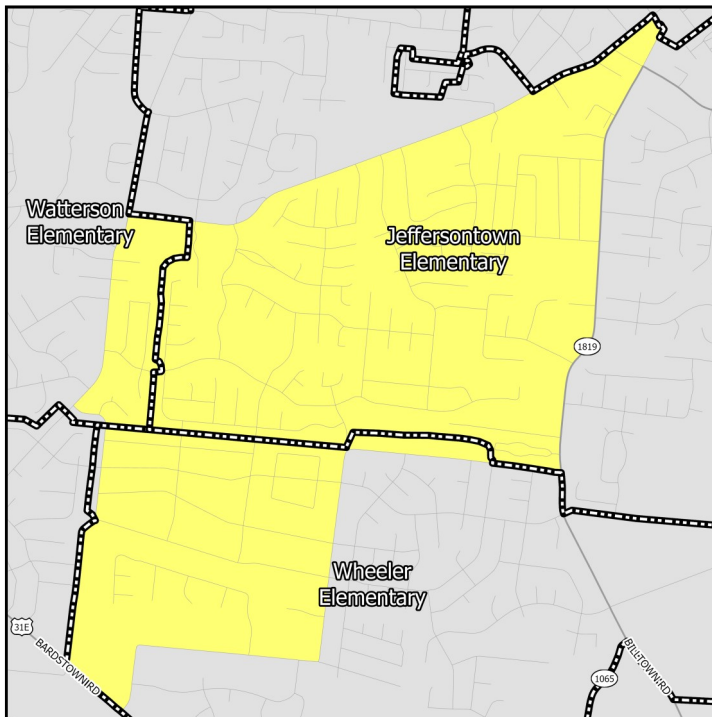 Watterson
Elementary
Jeffersontown
Elementary
1819
Wheeler
Elementary
31E
BARDSTOWN RD
1065
BILLTOWN RD